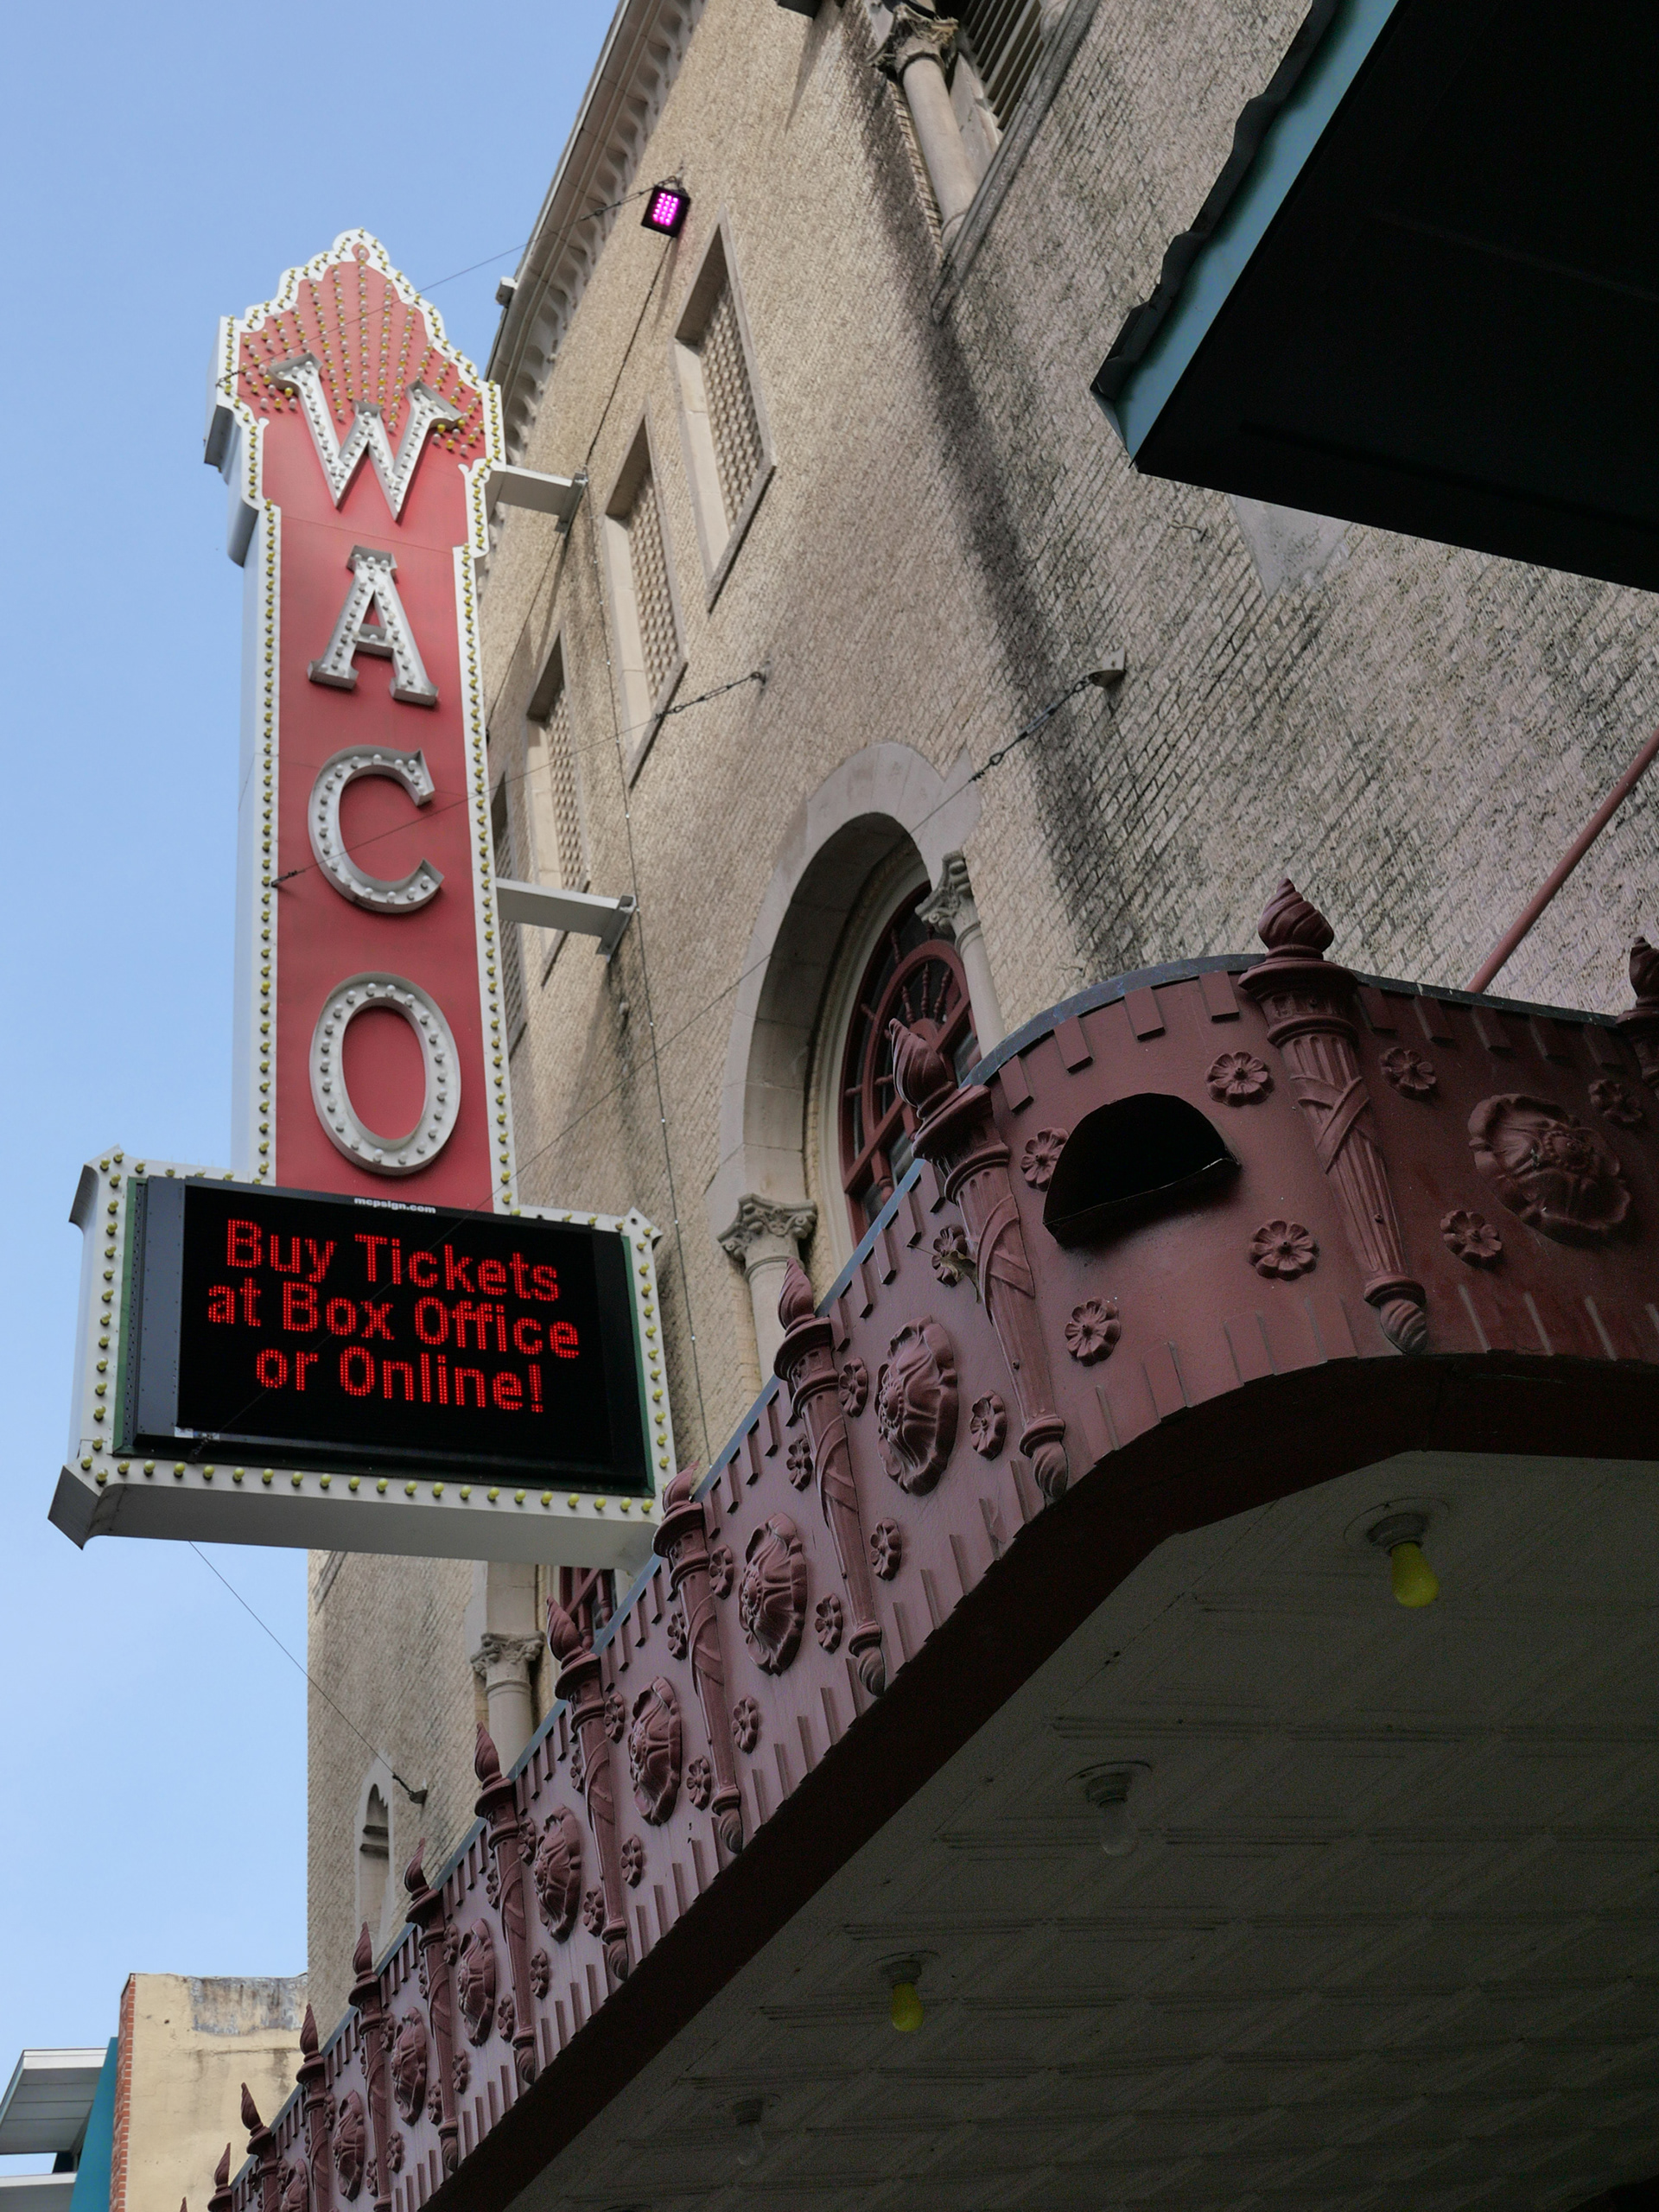 WACO
mcpsign.com
Buy Tickets
at Box Office
or Online!